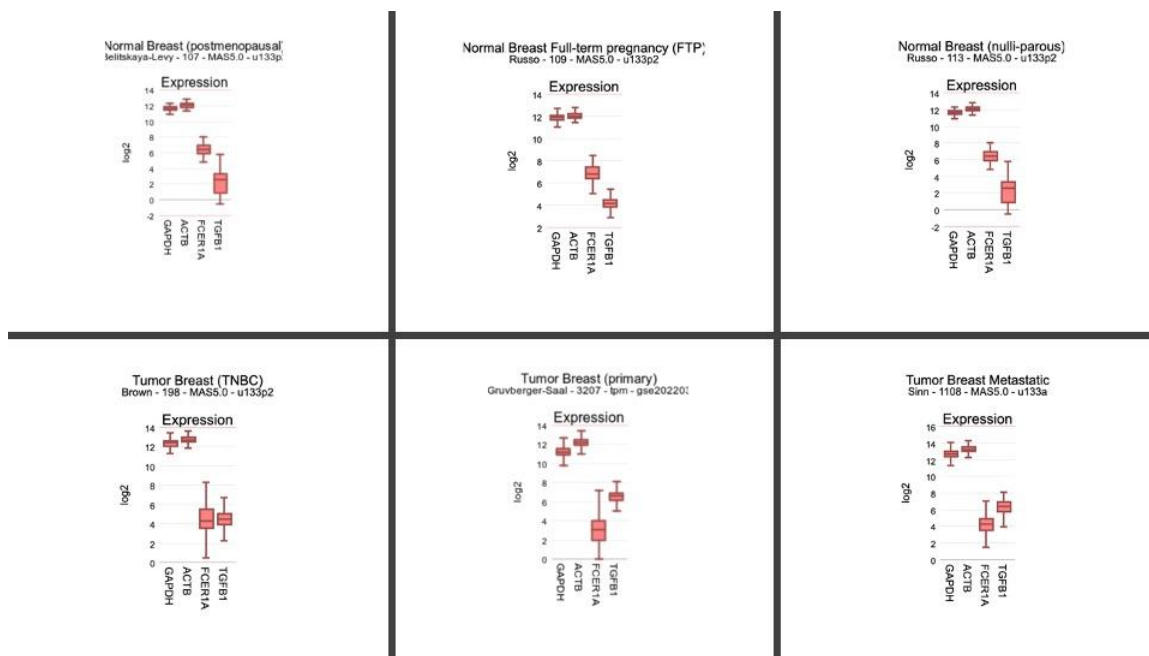 Normal Breast (postmenopausal)
Belitskaya-Levy - 107 - MAS5.0 - u133p
Expression
14
12
10
8
6
4
2
0
-2
log2
GAPDH
ACTB
FCER1A
TGFB1
Normal Breast Full-term pregnancy (FTP)
Russo - 109 - MAS5.0 - u133p2
Expression
14
12
10
8
6
4
2
log2
GAPDH
ACTB
FCER1A
TGFB1
Normal Breast (nulli-parous)
Russo - 113 - MAS5.0 - u133p2
Expression
14
12
10
8
6
4
2
0
-2
log2
GAPDH
ACTB
FCER1A
TGFB1
Tumor Breast (TNBC)
Brown - 198 - MAS5.0 - u133p2
Expression
14
12
10
8
6
4
2
0
log2
GAPDH
ACTB
FCER1A
TGFB1
Tumor Breast (primary)
Gruvberger-Saal - 3207 - tpm - gse202203
Expression
14
12
10
8
6
4
2
0
log2
GAPDH
ACTB
FCER1A
TGFB1
Tumor Breast Metastatic
Sinn - 1108 - MAS5.0 - u133a
Expression
16
14
12
10
8
6
4
2
0
log2
GAPDH
ACTB
FCER1A
TGFB1